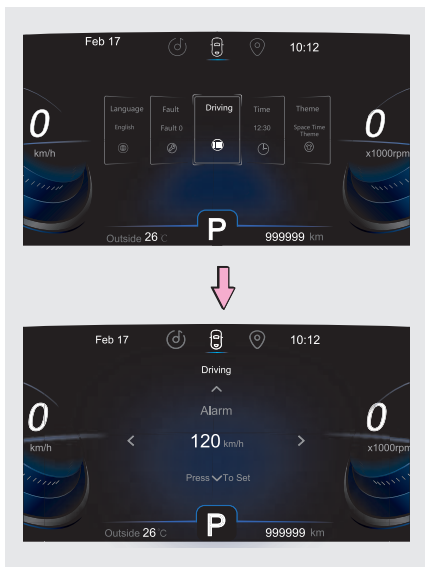 Feb 17 10:12
Language Fault Driving Time Theme
English Fault 0 12:30 Space Time
Theme
0 0
km/h x1000rpm
P
Outside 26°C 999999 km
Feb 17 10:12
Driving
Alarm
0 120 km/h 0
km/h x1000rpm
Press To Set
P
Outside 26°C 999999 km